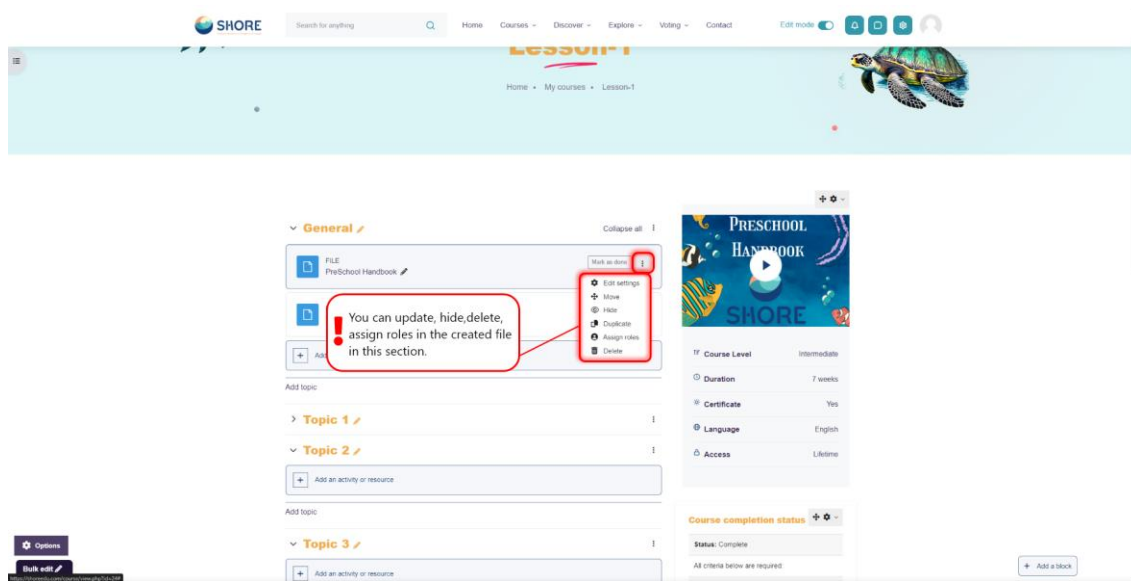 SHORE
Search for anything
Home
Courses
Discover
Explore
Voting
Contact
Edit mode
Lesson-1
Home • My courses • Lesson-1
General
Collapse all
FILE
PreSchool Handbook
Mark as done
Edit settings
Move
Hide
Duplicate
Assign roles
Delete
! You can update, hide,delete,
assign roles in the created file
in this section.
Add topic
Topic 1
Topic 2
Add an activity or resource
Add topic
Topic 3
Add an activity or resource
PRESCHOOL
HANDBOOK
SHORE
Course Level Intermediate
Duration 7 weeks
Certificate Yes
Language English
Access Lifetime
Course completion status
Status: Complete
All criteria below are required
Options
Bulk edit
Add a block